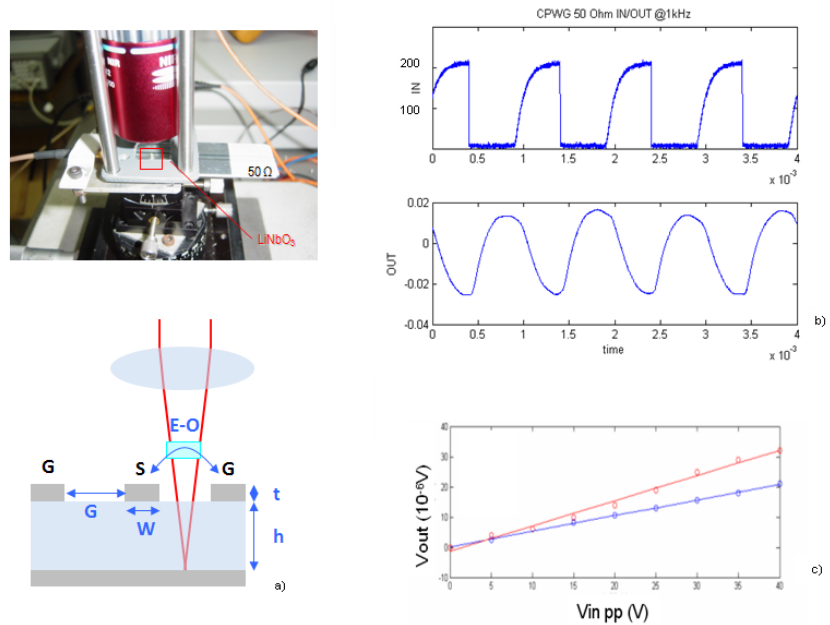 50 Ω
LiNbO₃
E-O
G
S
G
G
W
t
h
a)
CPWG 50 Ohm IN/OUT @1kHz
200
IN
100
0
0.5
1
1.5
2
2.5
3
3.5
4
x 10⁻³
0.02
0
OUT
-0.02
-0.04
0
0.5
1
1.5
2
2.5
3
3.5
4
time
x 10⁻³
b)
Vout (10⁻⁶V)
40
30
20
10
0
-10
0
5
10
15
20
25
30
35
40
Vin pp (V)
c)